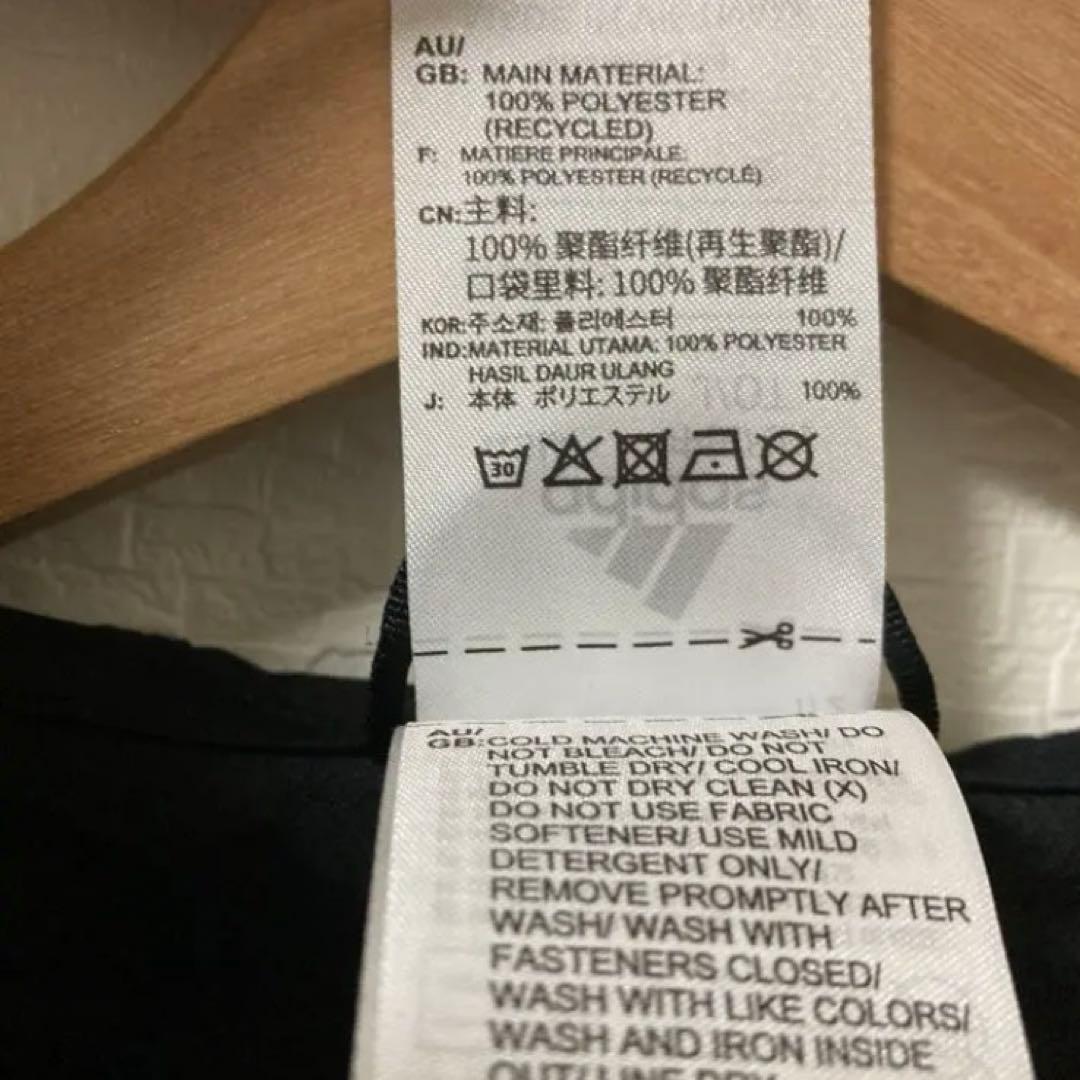 AU/
GB: MAIN MATERIAL:
100% POLYESTER
(RECYCLED)
F: MATIERE PRINCIPALE:
100% POLYESTER (RECYCLÉ)
CN:主料:
100% 聚酯纤维(再生聚酯)/
口袋里料: 100% 聚酯纤维
KOR:주소재: 폴리에스터 100%
IND:MATERIAL UTAMA: 100% POLYESTER
HASIL DAUR ULANG
J: 本体 ポリエステル 100%
30
adidas
AU/
GB:COLD MACHINE WASH/ DO
NOT BLEACH/ DO NOT
TUMBLE DRY/ COOL IRON/
DO NOT DRY CLEAN (X)
DO NOT USE FABRIC
SOFTENER/ USE MILD
DETERGENT ONLY/
REMOVE PROMPTLY AFTER
WASH/ WASH WITH
FASTENERS CLOSED/
WASH WITH LIKE COLORS/
WASH AND IRON INSIDE
OUT/ LINE DRY